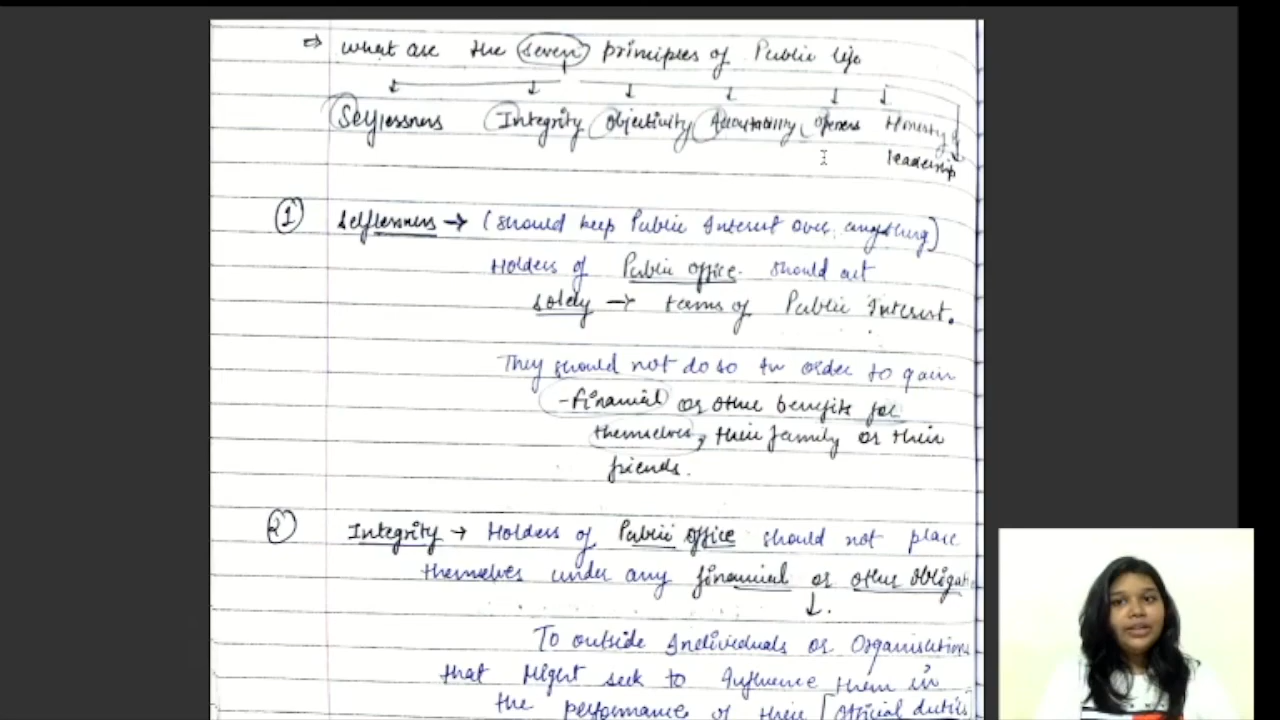 ⇒ what are the seven principles of Public life
Selflessness Integrity Objectivity Accountability Openness Honesty
leadership
① Selflessness → (should keep Public Interest over anything)
Holders of Public office should act
solely → terms of Public Interest.
They should not do so in order to gain
- financial or other benefits for
themselves, their family or their
friends.
② Integrity → Holders of Public office should not place
themselves under any financial or other obligati
↓
To outside Individuals or Organisations
that Might seek to Influence them in
the performance of their [official duties